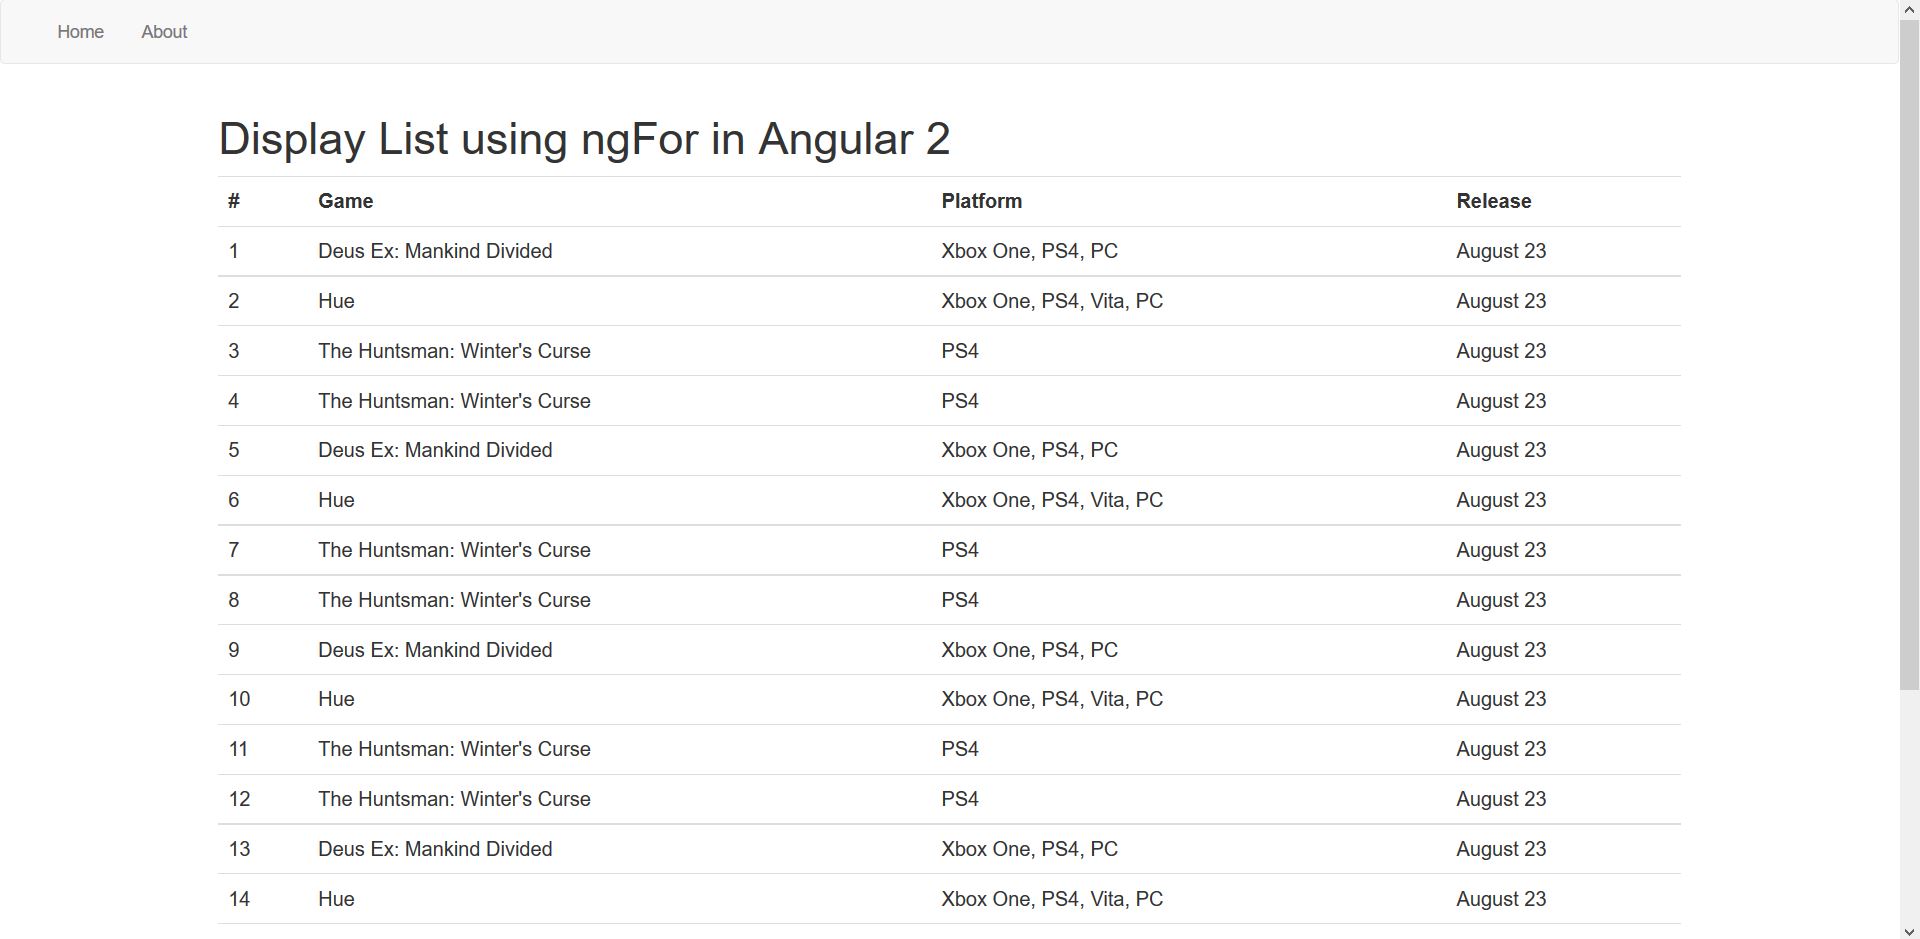 Home About
Display List using ngFor in Angular 2
# Game Platform Release
1 Deus Ex: Mankind Divided Xbox One, PS4, PC August 23
2 Hue Xbox One, PS4, Vita, PC August 23
3 The Huntsman: Winter's Curse PS4 August 23
4 The Huntsman: Winter's Curse PS4 August 23
5 Deus Ex: Mankind Divided Xbox One, PS4, PC August 23
6 Hue Xbox One, PS4, Vita, PC August 23
7 The Huntsman: Winter's Curse PS4 August 23
8 The Huntsman: Winter's Curse PS4 August 23
9 Deus Ex: Mankind Divided Xbox One, PS4, PC August 23
10 Hue Xbox One, PS4, Vita, PC August 23
11 The Huntsman: Winter's Curse PS4 August 23
12 The Huntsman: Winter's Curse PS4 August 23
13 Deus Ex: Mankind Divided Xbox One, PS4, PC August 23
14 Hue Xbox One, PS4, Vita, PC August 23